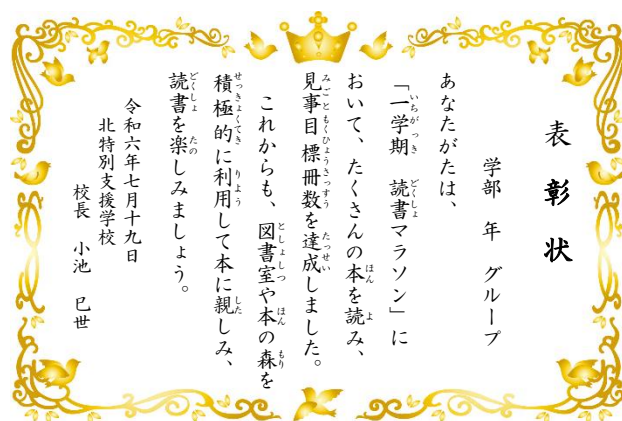 表彰状
学部 年 グループ
あなたがたは、
「一学期 読書マラソン」に
おいて、たくさんの本を読み、
見事目標冊数を達成しました。
これからも、図書室や本の森を
積極的に利用して本に親しみ、
読書を楽しみましょう。
令和六年七月十九日
北特別支援学校
校長 小池 巳世